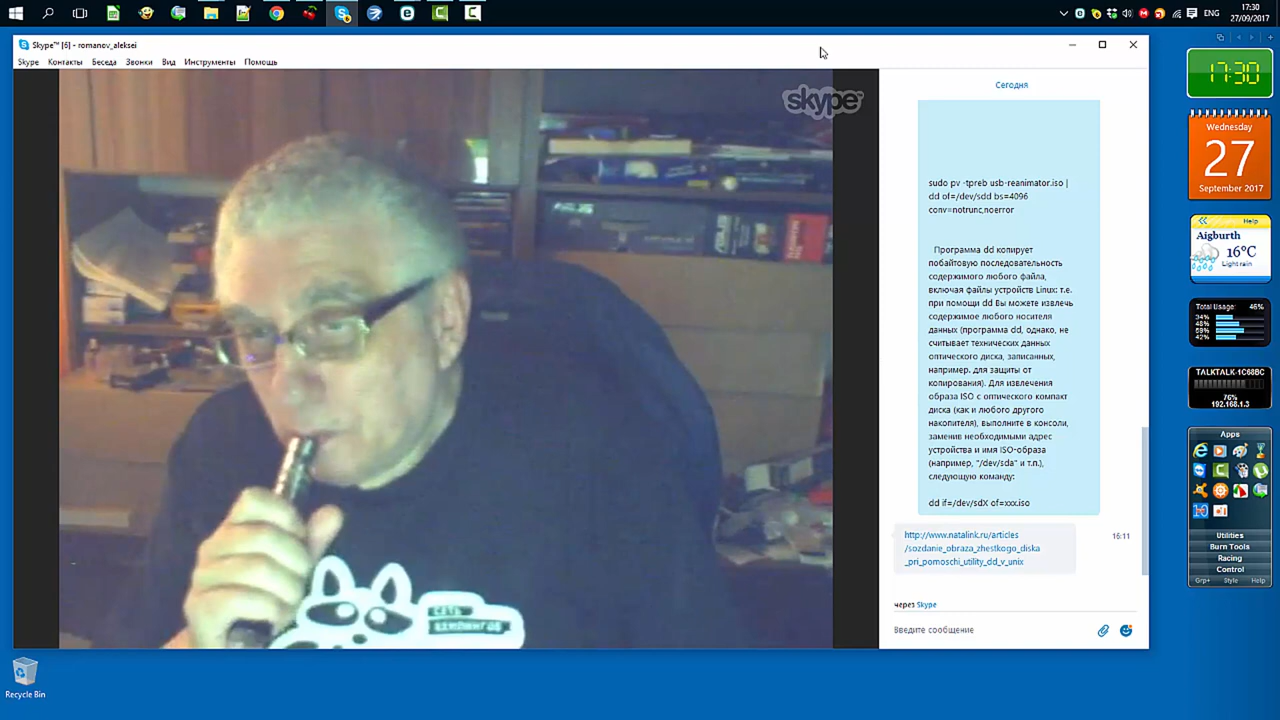 ENG
17:30
27/09/2017
Skype™ [6] - romanov_aleksei
Skype Контакты Беседа Звонки Вид Инструменты Помощь
skype™
Сегодня
sudo pv -tpreb usb-reanimator.iso |
dd of=/dev/sdd bs=4096
conv=notrunc,noerror
Программа dd копирует
побайтовую последовательность
содержимого любого файла,
включая файлы устройств Linux: т.е.
при помощи dd Вы можете извлечь
содержимое любого носителя
данных (программа dd, однако, не
считывает технических данных
оптического диска, записанных,
например, для защиты от
копирования). Для извлечения
образа ISO с оптического компакт
диска (как и любого другого
накопителя), выполните в консоли,
заменив необходимыми адрес
устройства и имя ISO-образа
(например, "/dev/sda" и т.п.),
следующую команду:
dd if=/dev/sdX of=xxx.iso
http://www.natalink.ru/articles
/sozdanie_obraza_zhestkogo_diska
_pri_pomoschi_utility_dd_v_unix
16:11
через Skype
Введите сообщение
ASUS
СЕТЬ
17:30
Wednesday
27
September 2017
Help
Aigburth
16°C
Light rain
Total Usage: 46%
34%
48%
58%
42%
TALKTALK-1C68BC
76%
192.168.1.3
Apps
Utilities
Burn Tools
Racing
Control
Grp+ Style Help
Recycle Bin